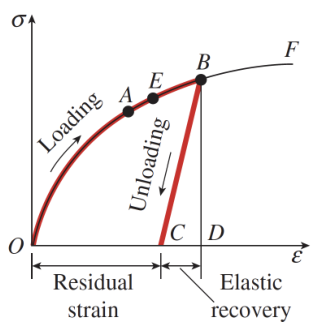 σ
F
B
E
A
Loading
Unloading
O
C
D
ε
Residual
strain
Elastic
recovery